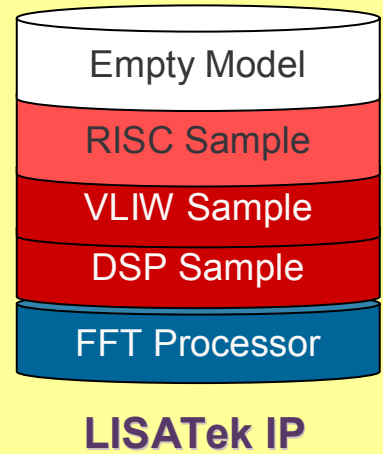 Empty Model
RISC Sample
VLIW Sample
DSP Sample
FFT Processor
LISATek IP